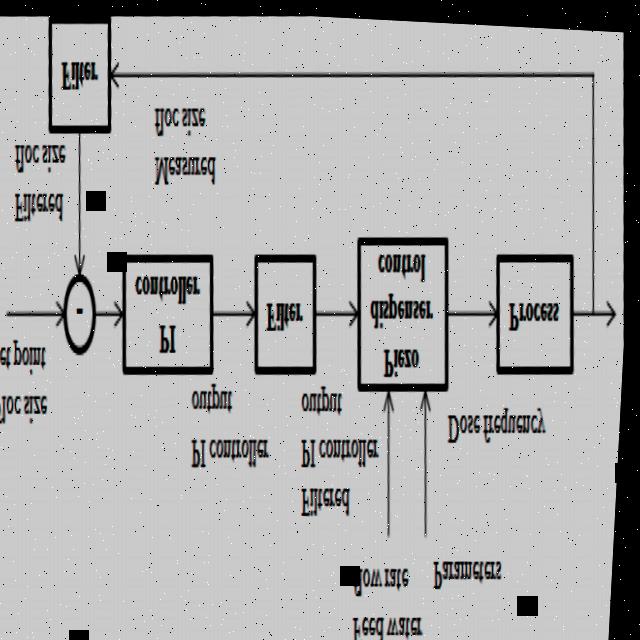 Feed water
flow rate
Parameters
Filtered
PI controller
output
PI controller
output
Dose frequency
floc size
et point
-
PI
controller
Filter
Piezo
dispenser
control
Process
Filtered
floc size
Measured
floc size
Filter